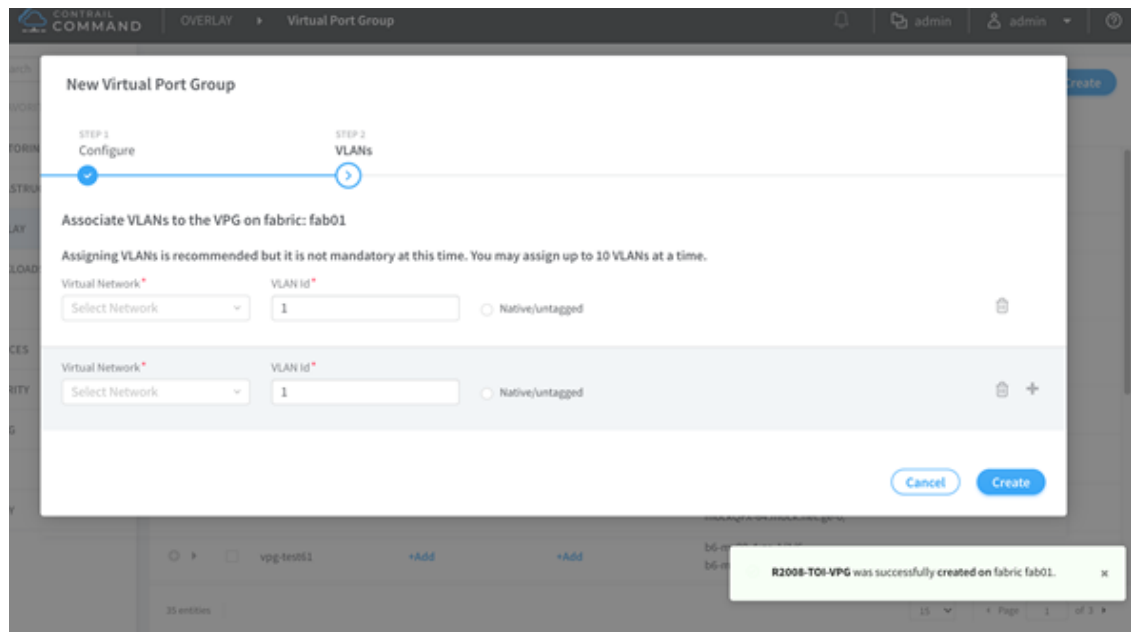 CONTRAIL
COMMAND
OVERLAY
Virtual Port Group
admin
admin
Create
New Virtual Port Group
STEP 1
Configure
STEP 2
VLANs
Associate VLANs to the VPG on fabric: fab01
Assigning VLANs is recommended but it is not mandatory at this time. You may assign up to 10 VLANs at a time.
Virtual Network*
VLAN Id*
Select Network
1
Native/untagged
Virtual Network*
VLAN Id*
Select Network
1
Native/untagged
Cancel
Create
vpg-test61
+Add
+Add
R2008-TOI-VPG was successfully created on fabric fab01.
35 entities
15
Page
1
of 3